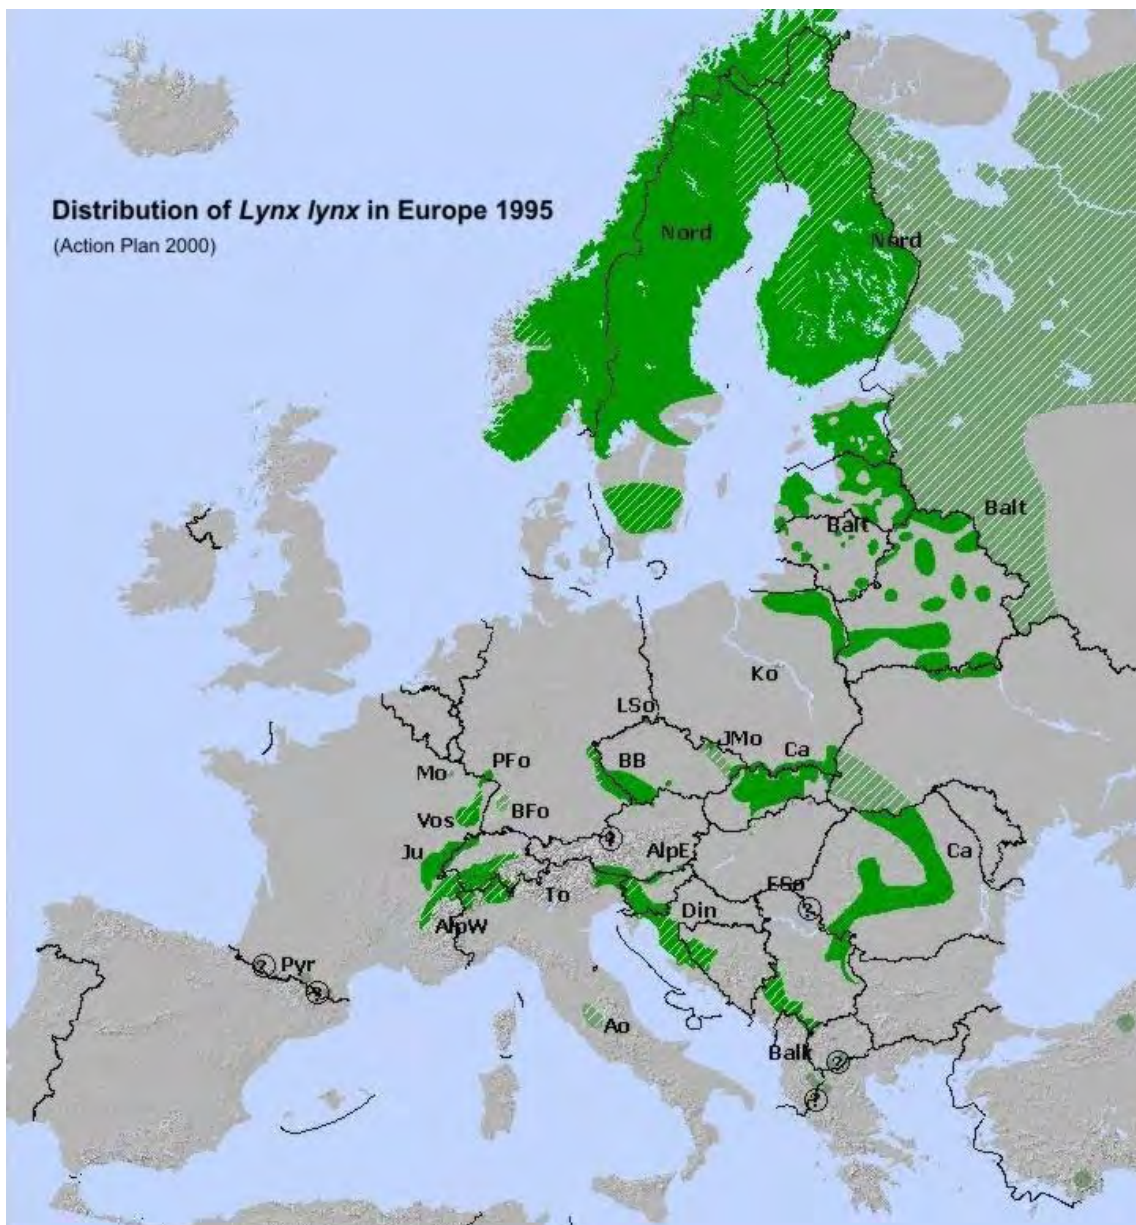 Distribution of Lynx lynx in Europe 1995
(Action Plan 2000)
Nord
Nord
Balt
Balt
Ko
LSo
JMo
Ca
BB
PFo
Mo
BFo
Vos
AlpE
Ju
Ca
To
Din
AlpW
?
Pyr
?
?
Ao
Balk
?
?